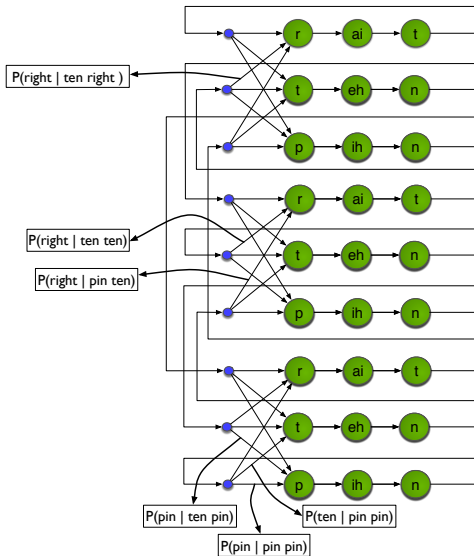 r ai t
P(right | ten right )
t eh n
p ih n
r ai t
P(right | ten ten)
t eh n
P(right | pin ten)
p ih n
r ai t
t eh n
p ih n
P(pin | ten pin)
P(ten | pin pin)
P(pin | pin pin)